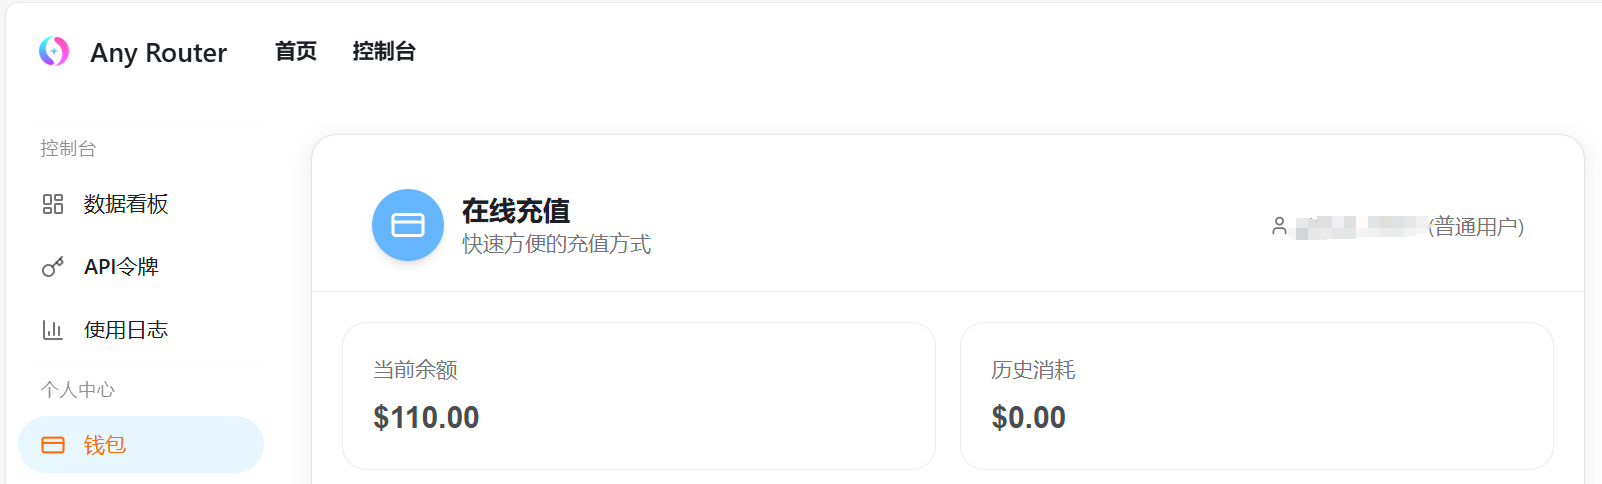 Any Router 首页 控制台
控制台
数据看板
API令牌
使用日志
个人中心
钱包
在线充值
快速方便的充值方式
(普通用户)
当前余额
$110.00
历史消耗
$0.00